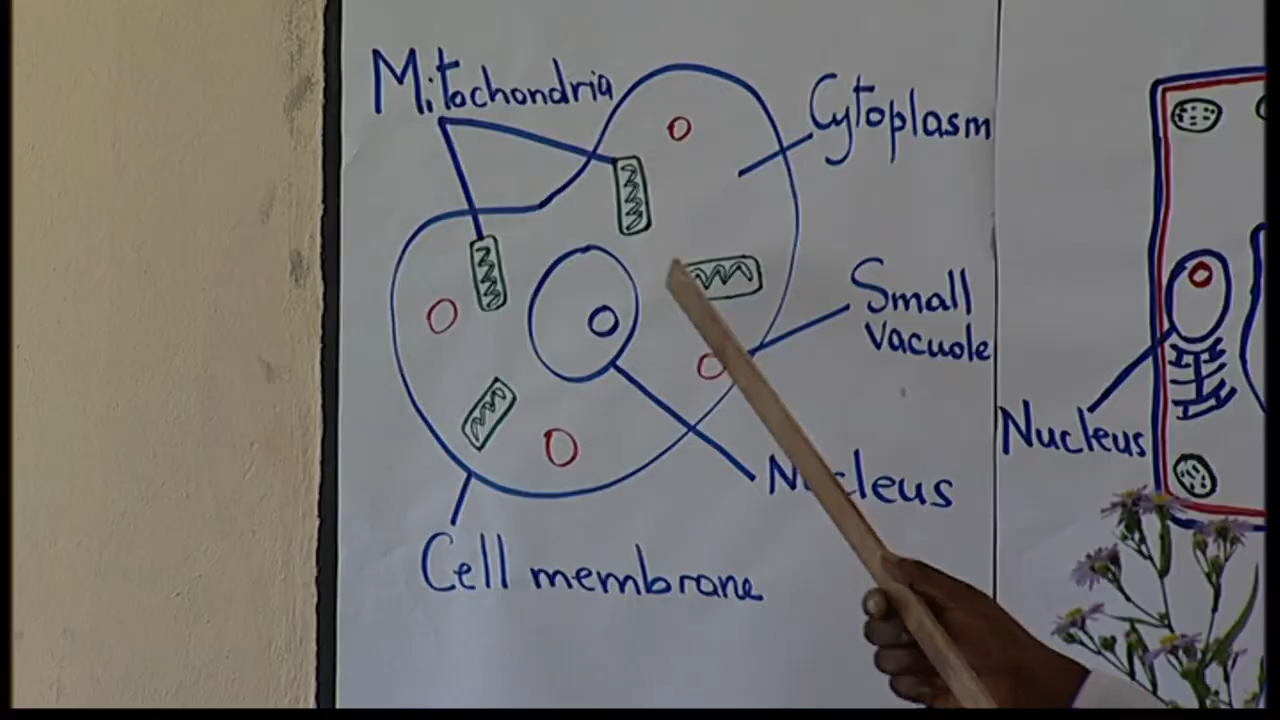 Mitochondria
Cytoplasm
Small
vacuole
Nucleus
Cell membrane
Nucleus